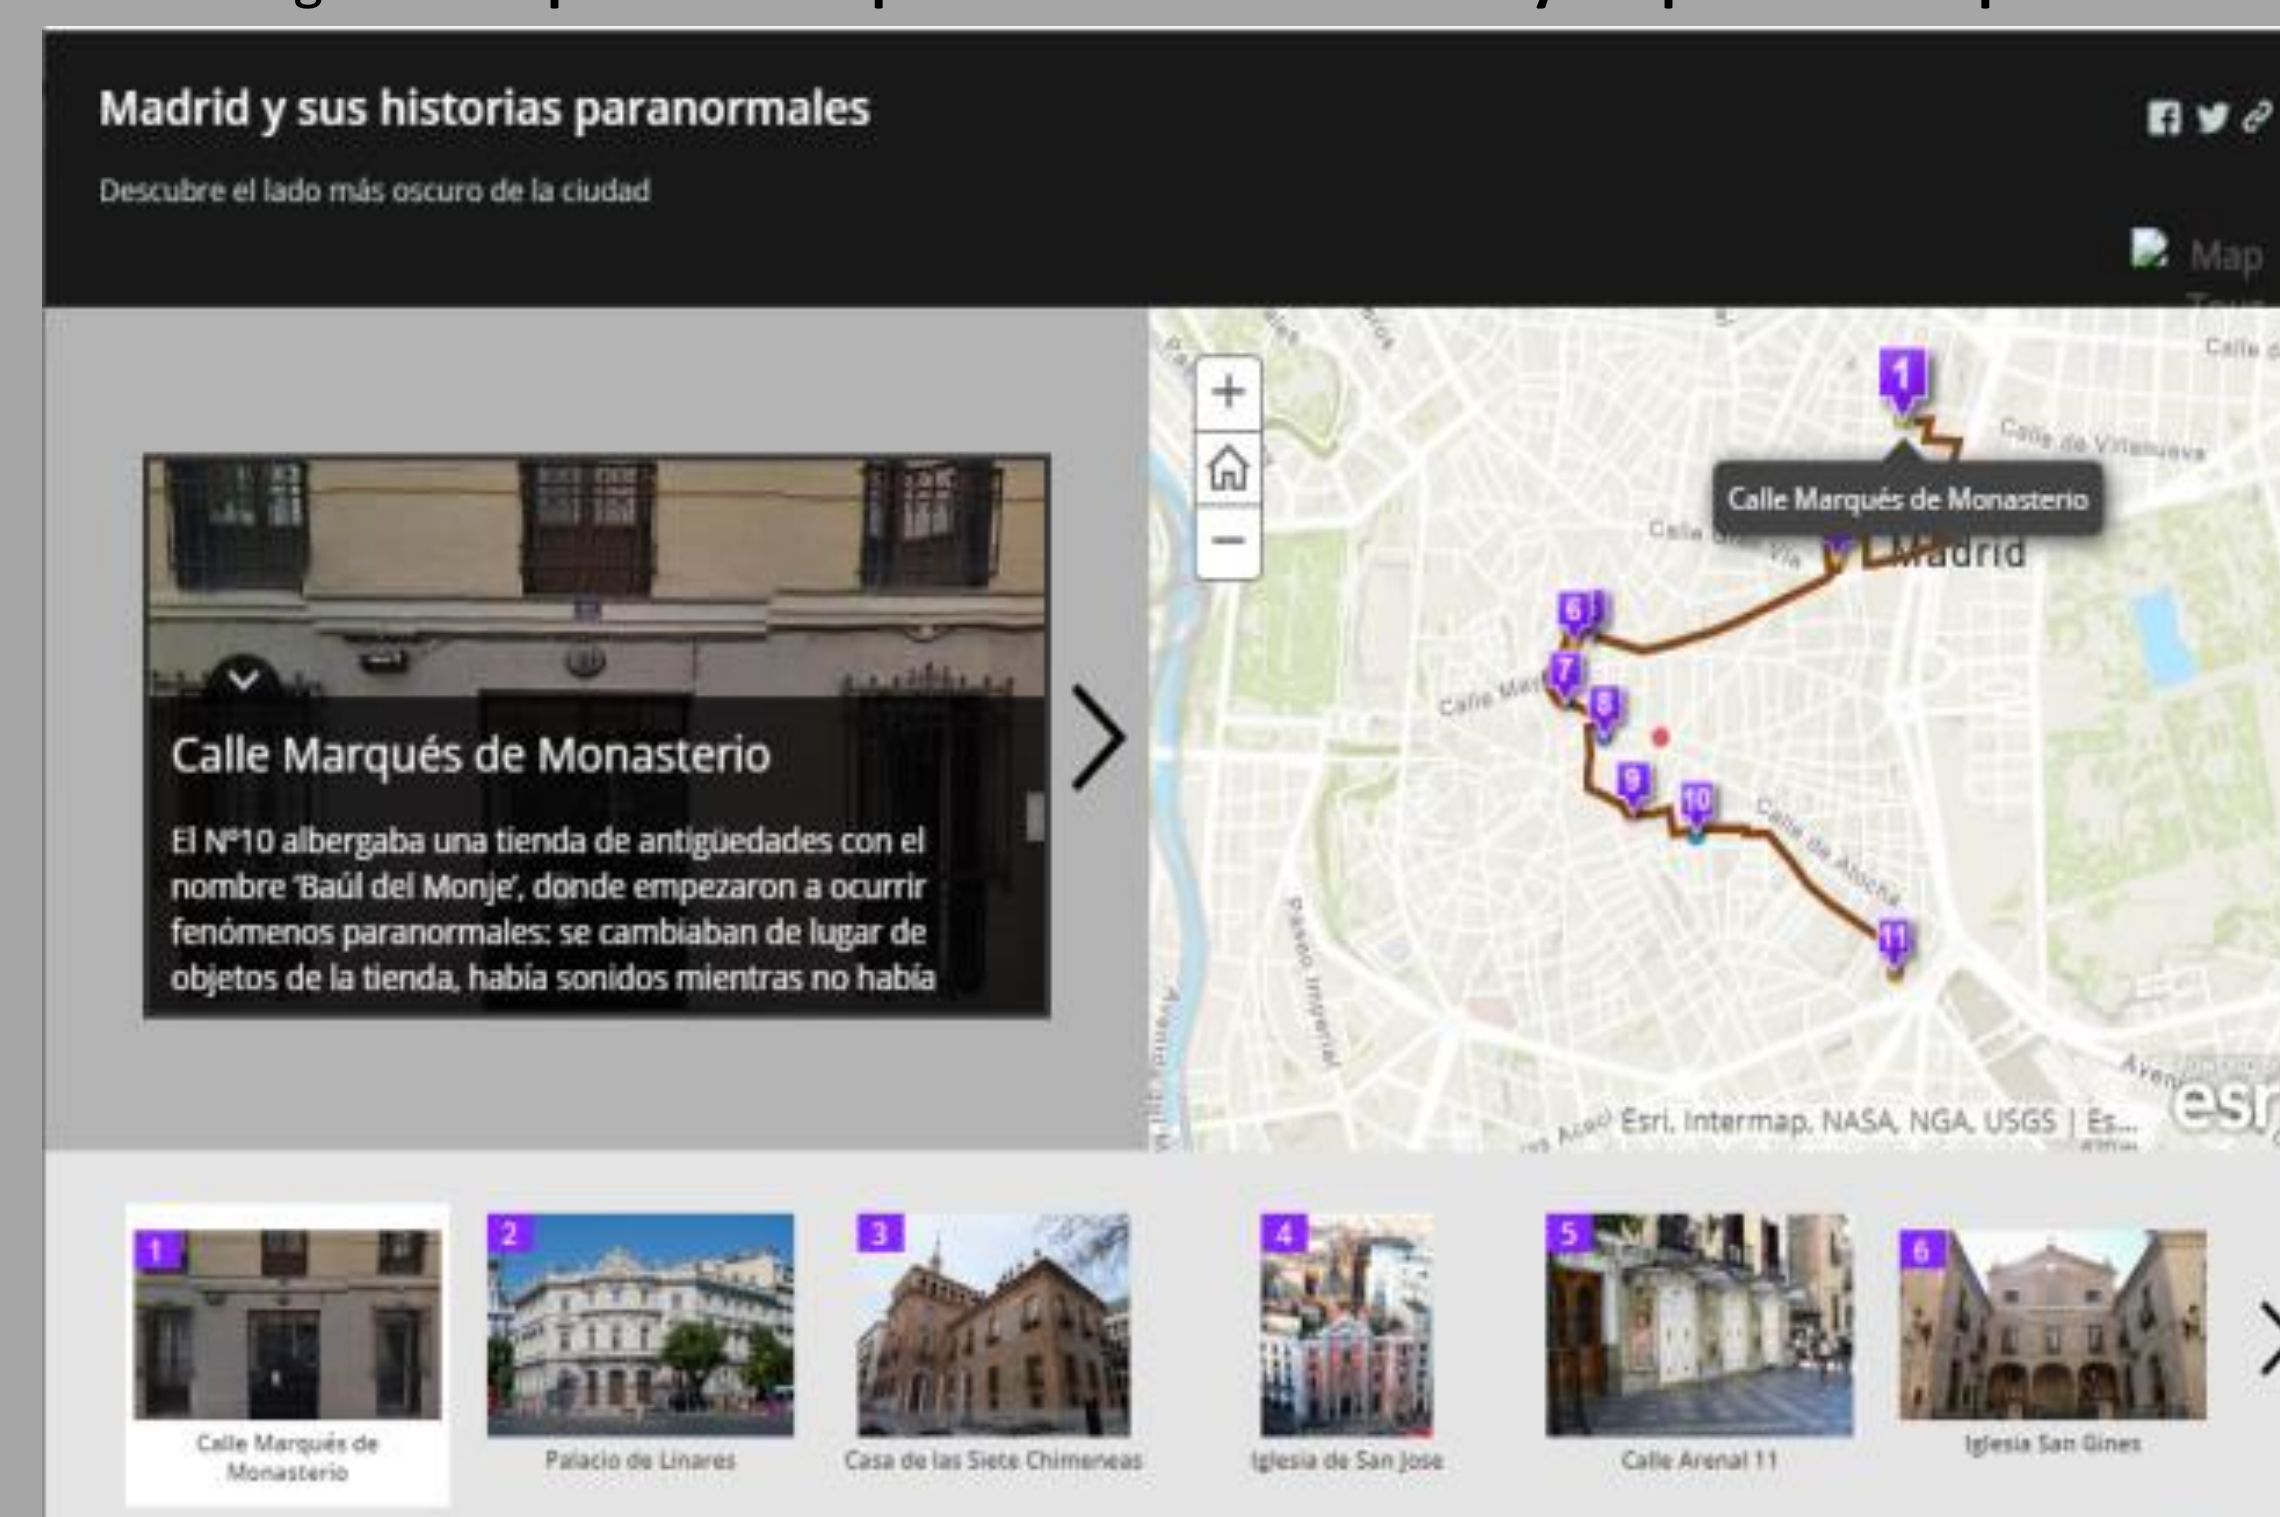 Madrid y sus historias paranormales
Descubre el lado más oscuro de la ciudad
Map
Calle Marqués de Monasterio
El Nº10 albergaba una tienda de antigüedades con el
nombre 'Baúl del Monje', donde empezaron a ocurrir
fenómenos paranormales: se cambiaban de lugar de
objetos de la tienda, había sonidos mientras no había
+
−
1
Calle de Villanueva
Calle Marqués de Monasterio
Madrid
6
7
8
9
10
Calle de Atocha
11
Paseo Imperial
Esri, Intermap, NASA, NGA, USGS | Es...
esr
1
2
3
4
5
6
Calle Marqués de
Monasterio
Palacio de Linares
Casa de las Siete Chimeneas
Iglesia de San Jose
Calle Arenal 11
Iglesia San Gines